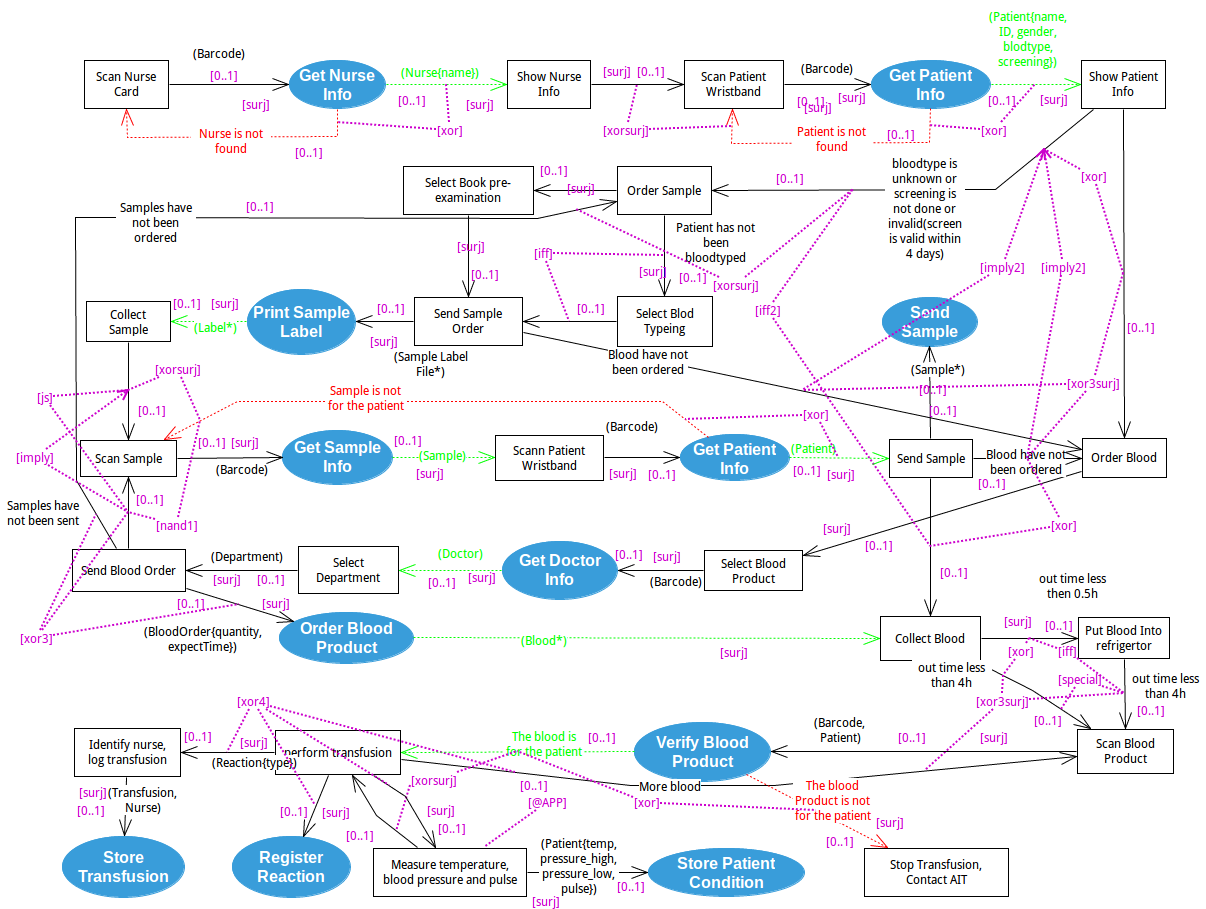 (Patient{name,
ID, gender,
blodtype,
screening})
(Barcode)
Scan Nurse
Card
[0..1]
[surj]
Get Nurse
Info
(Nurse{name})
[0..1]
[surj]
Show Nurse
Info
[surj]
[0..1]
Scan Patient
Wristband
(Barcode)
[0..1]
[surj]
[surj]
Get Patient
Info
[0..1]
[surj]
Show Patient
Info
Nurse is not
found
[0..1]
[xor]
[xorsurj]
Patient is not
found
[0..1]
[xor]
Select Book pre-
examination
[0..1]
[surj]
Order Sample
[0..1]
bloodtype is
unknown or
screening is
not done or
invalid(screen
is valid within
4 days)
[xor]
Samples have
not been
ordered
[0..1]
Patient has not
been
bloodtyped
[surj]
[0..1]
[iff]
[surj]
[0..1]
[xorsurj]
[imply2]
[imply2]
[iff2]
Collect
Sample
[0..1]
[surj]
(Label*)
Print Sample
Label
[0..1]
[surj]
Send Sample
Order
[0..1]
Select Blod
Typeing
Send
Sample
[0..1]
(Sample Label
File*)
Blood have not
been ordered
[xorsurj]
(Sample*)
[0..1]
[xor3surj]
[js]
Sample is not
for the patient
[0..1]
[0..1]
[xor]
Scan Sample
[0..1]
[surj]
(Barcode)
Get Sample
Info
[0..1]
(Sample)
[surj]
Scann Patient
Wristband
(Barcode)
[surj]
[0..1]
Get Patient
Info
(Patient)
[0..1]
[surj]
Send Sample
Blood have not
been ordered
[0..1]
Order Blood
[imply]
[0..1]
Samples have
not been sent
[nand1]
[surj]
[xor]
[0..1]
Send Blood Order
(Department)
[surj]
[0..1]
Select
Department
(Doctor)
[0..1]
[surj]
Get Doctor
Info
[0..1]
[surj]
(Barcode)
Select Blood
Product
[0..1]
out time less
then 0.5h
[0..1]
[surj]
[xor3]
(BloodOrder{quantity,
expectTime})
Order Blood
Product
(Blood*)
[surj]
Collect Blood
[surj]
[0..1]
Put Blood Into
refrigertor
[xor]
[iff]
out time less
than 4h
[special]
out time less
than 4h
[xor3surj]
[0..1]
[0..1]
[xor4]
Identify nurse,
log transfusion
[0..1]
[surj]
(Reaction{type})
perform transfusion
The blood is
for the patient
[0..1]
Verify Blood
Product
(Barcode,
Patient)
[0..1]
[surj]
Scan Blood
Product
[xorsurj]
[0..1]
More blood
[surj]
(Transfusion,
Nurse)
[0..1]
[0..1]
[surj]
[0..1]
[surj]
[0..1]
[@APP]
[xor]
The blood
Product is not
for the patient
[surj]
[0..1]
Store
Transfusion
Register
Reaction
Measure temperature,
blood pressure and pulse
(Patient{temp,
pressure_high,
pressure_low,
pulse})
[surj]
[0..1]
Store Patient
Condition
Stop Transfusion,
Contact AIT